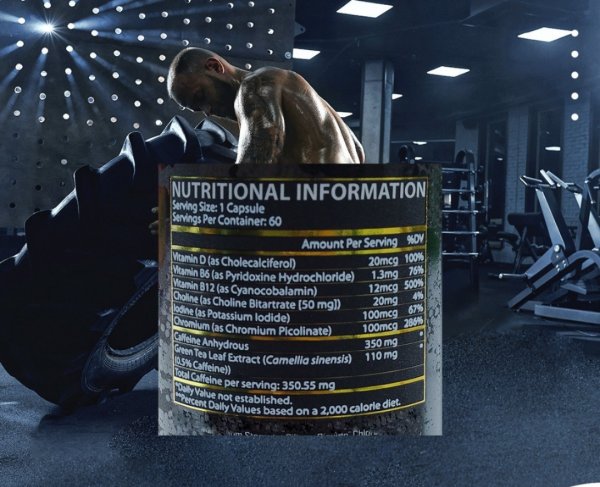 NUTRITIONAL INFORMATION
Serving Size: 1 Capsule
Servings Per Container: 60
Amount Per Serving %DV
Vitamin D (as Cholecalciferol) 20mcg 100%
Vitamin B6 (as Pyridoxine Hydrochloride) 1.3mg 76%
Vitamin B12 (as Cyanocobalamin) 12mcg 500%
Choline (as Choline Bitartrate [50 mg]) 20mg 4%
Iodine (as Potassium Iodide) 100mcg 67%
Chromium (as Chromium Picolinate) 100mcg 286%
Caffeine Anhydrous 350 mg *
Green Tea Leaf Extract (Camellia sinensis) 110 mg *
(0.5% Caffeine))
Total Caffeine per serving: 350.55 mg
*Daily Value not established.
**Percent Daily Values based on a 2,000 calorie diet.